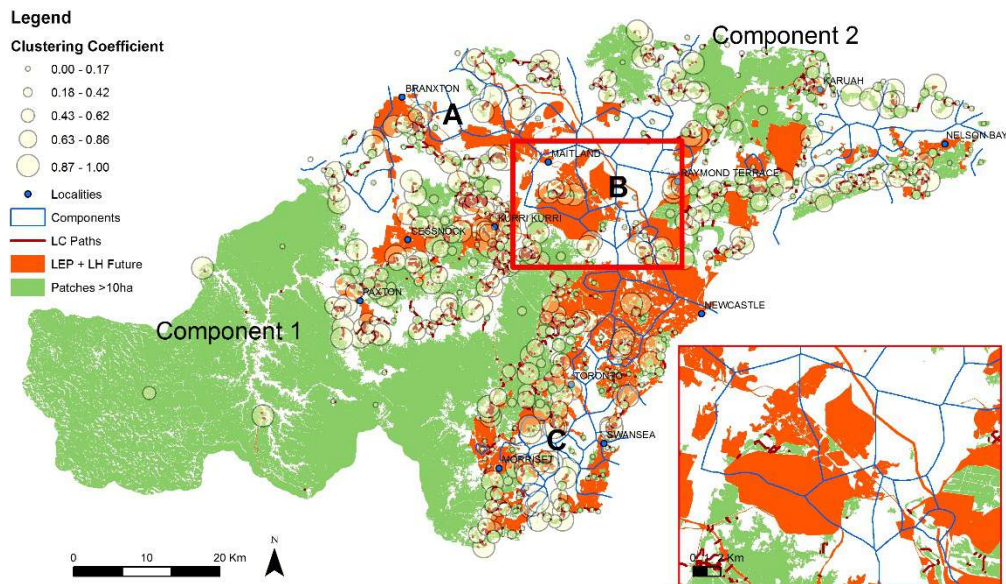 Legend
Clustering Coefficient
0.00 - 0.17
0.18 - 0.42
0.43 - 0.62
0.63 - 0.86
0.87 - 1.00
Localities
Components
LC Paths
LEP + LH Future
Patches >10ha
Component 2
KARUAH
BRANXTON
A
NELSON BAY
MAITLAND
RAYMOND TERRACE
B
KURRI KURRI
CESSNOCK
PAXTON
NEWCASTLE
Component 1
TORONTO
C
SWANSEA
MORRISET
N
0 10 20 Km
0 2 Km